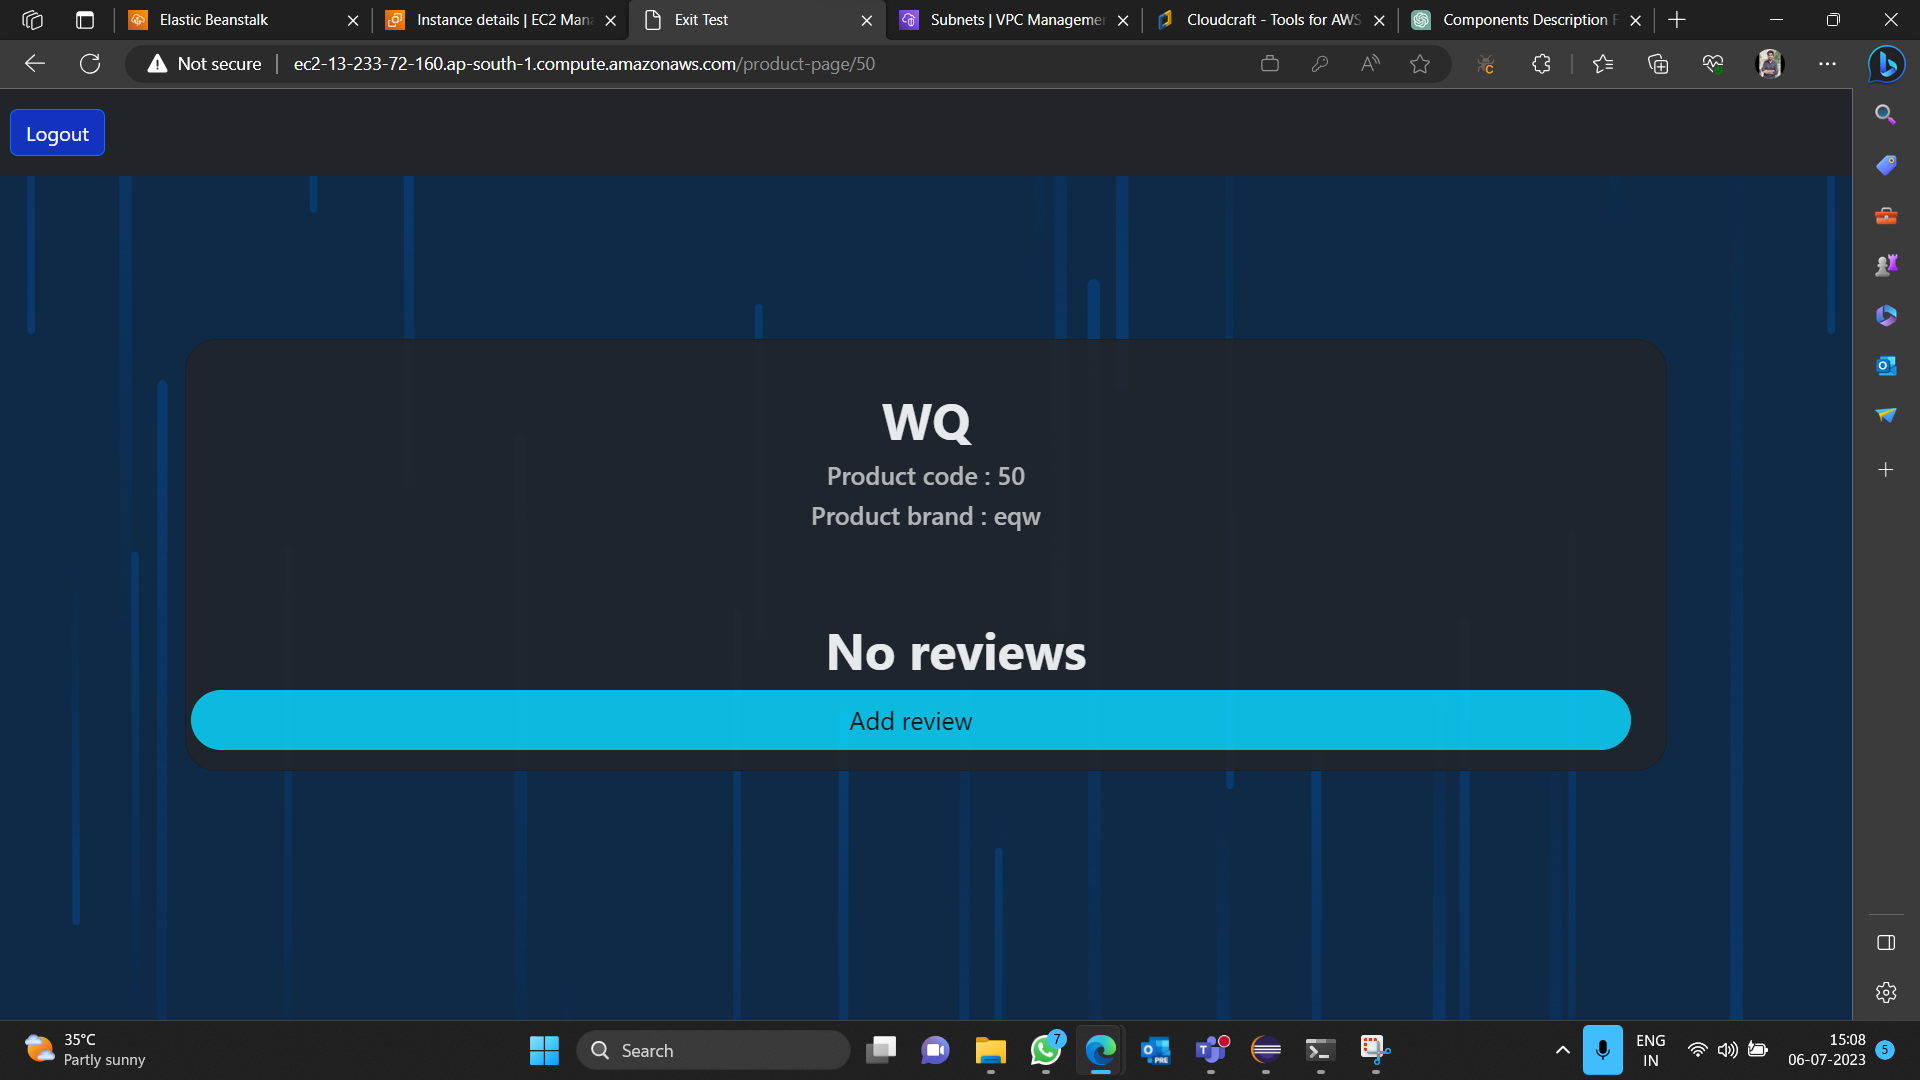 Elastic Beanstalk
Instance details | EC2 Mana
Exit Test
Subnets | VPC Managemen
Cloudcraft - Tools for AWS
Components Description F
Not secure
ec2-13-233-72-160.ap-south-1.compute.amazonaws.com/product-page/50
Logout
WQ
Product code : 50
Product brand : eqw
No reviews
Add review
35°C
Partly sunny
Search
7
ENG
IN
15:08
06-07-2023
5